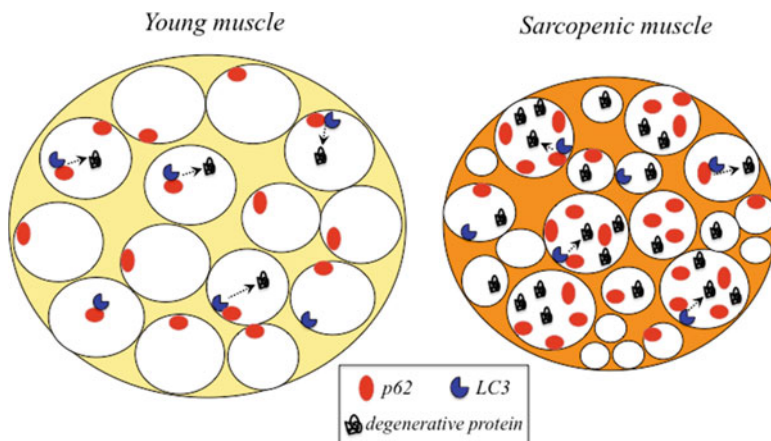 Young muscle
Sarcopenic muscle
p62 LC3
degenerative protein